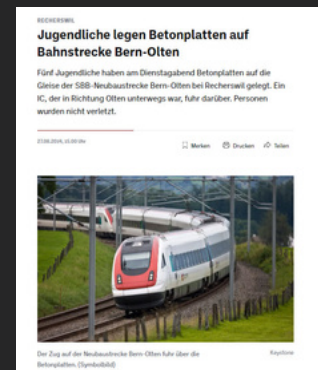 RECHERSWIL
Jugendliche legen Betonplatten auf
Bahnstrecke Bern-Olten
Fünf Jugendliche haben am Dienstagabend Betonplatten auf die
Gleise der SBB-Neubaustrecke Bern-Olten bei Recherswil gelegt. Ein
IC, der in Richtung Olten unterwegs war, fuhr darüber. Personen
wurden nicht verletzt.
Merken Drucken Teilen
Der Zug auf der Neubaustrecke Bern-Olten fuhr über die
Betonplatten. (Symbolbild)
Keystone